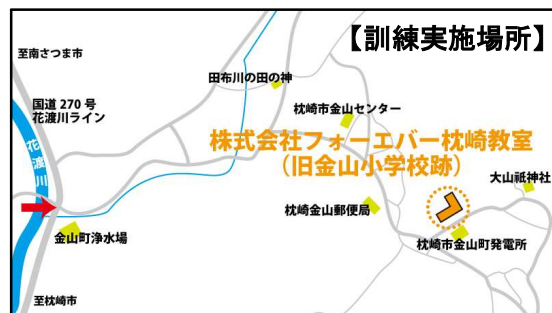 【訓練実施場所】
至南さつま市
田布川の田の神
国道270号
花渡川ライン
枕崎市金山センター
株式会社フォーエバー枕崎教室
(旧金山小学校跡)
花渡川
大山祇神社
枕崎金山郵便局
金山町浄水場
枕崎市金山町発電所
至枕崎市